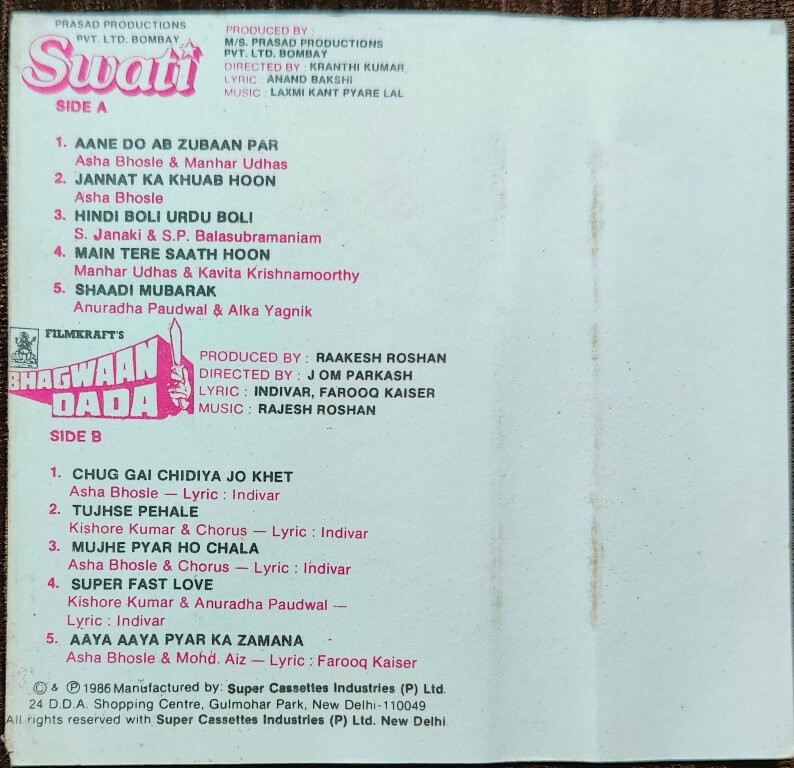 PRASAD PRODUCTIONS
PVT. LTD. BOMBAY
Swati
PRODUCED BY :
M/S. PRASAD PRODUCTIONS
PVT. LTD. BOMBAY
DIRECTED BY : KRANTHI KUMAR
LYRIC : ANAND BAKSHI
MUSIC : LAXMI KANT PYARE LAL
SIDE A
1. AANE DO AB ZUBAAN PAR
Asha Bhosle & Manhar Udhas
2. JANNAT KA KHUAB HOON
Asha Bhosle
3. HINDI BOLI URDU BOLI
S. Janaki & S.P. Balasubramaniam
4. MAIN TERE SAATH HOON
Manhar Udhas & Kavita Krishnamoorthy
5. SHAADI MUBARAK
Anuradha Paudwal & Alka Yagnik
FILMKRAFT'S
BHAGWAAN
DADA
PRODUCED BY : RAAKESH ROSHAN
DIRECTED BY : J OM PARKASH
LYRIC : INDIVAR, FAROOQ KAISER
MUSIC : RAJESH ROSHAN
SIDE B
1. CHUG GAI CHIDIYA JO KHET
Asha Bhosle — Lyric : Indivar
2. TUJHSE PEHALE
Kishore Kumar & Chorus — Lyric : Indivar
3. MUJHE PYAR HO CHALA
Asha Bhosle & Chorus — Lyric : Indivar
4. SUPER FAST LOVE
Kishore Kumar & Anuradha Paudwal —
Lyric : Indivar
5. AAYA AAYA PYAR KA ZAMANA
Asha Bhosle & Mohd. Aiz — Lyric : Farooq Kaiser
© & ℗ 1986 Manufactured by: Super Cassettes Industries (P) Ltd.
24 D.D.A. Shopping Centre, Gulmohar Park, New Delhi-110049
All rights reserved with Super Cassettes Industries (P) Ltd. New Delhi.